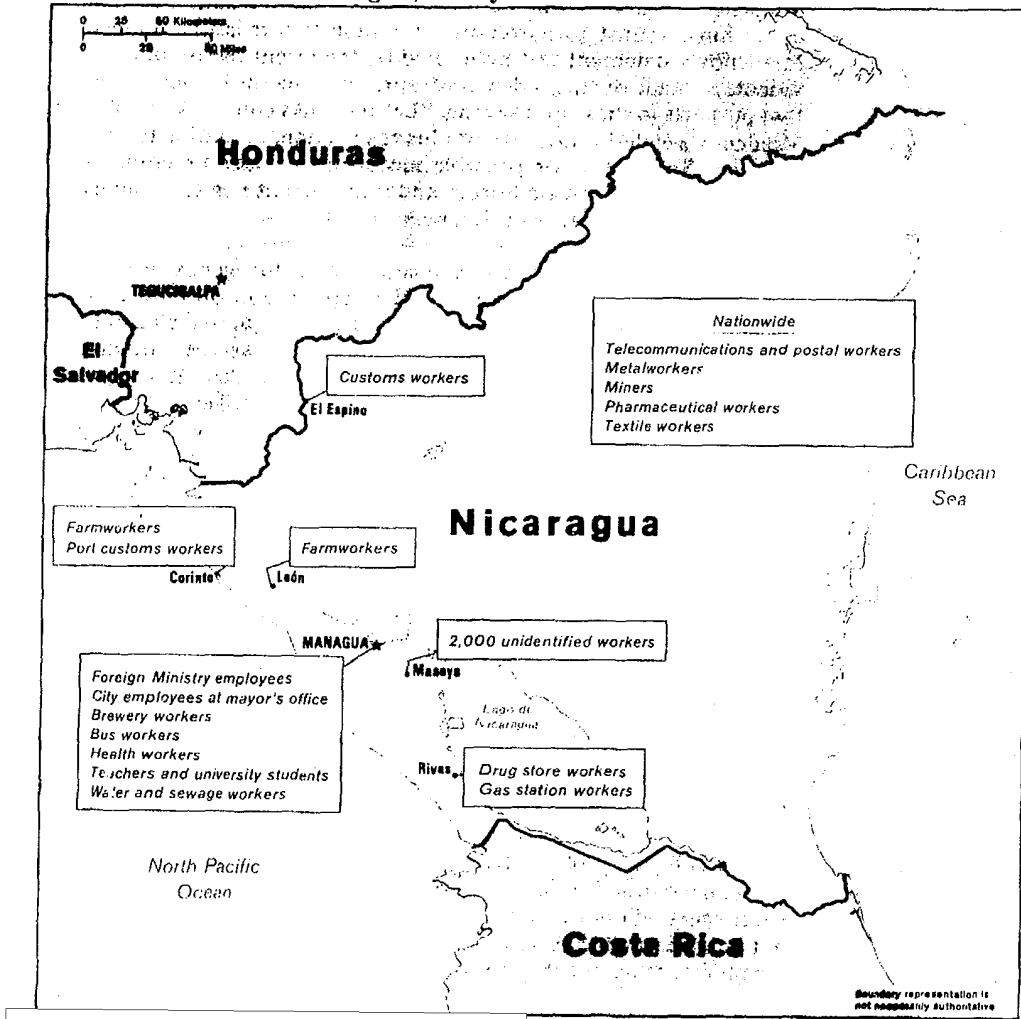 0 25 50 Kilometers
0 25 50 Miles
Honduras
TEGUCIGALPA
El
Salvador
Nationwide
Telecommunications and postal workers
Metalworkers
Miners
Pharmaceutical workers
Textile workers
Customs workers
El Espino
Caribbean
Sea
Nicaragua
Farmworkers
Port customs workers
Corinto
Farmworkers
León
MANAGUA
2,000 unidentified workers
Masaya
Foreign Ministry employees
City employees at mayor's office
Brewery workers
Bus workers
Health workers
Teachers and university students
Water and sewage workers
Lago de
Nicaragua
Rivas
Drug store workers
Gas station workers
North Pacific
Ocean
Costa Rica
Boundary representation is
not necessarily authoritative